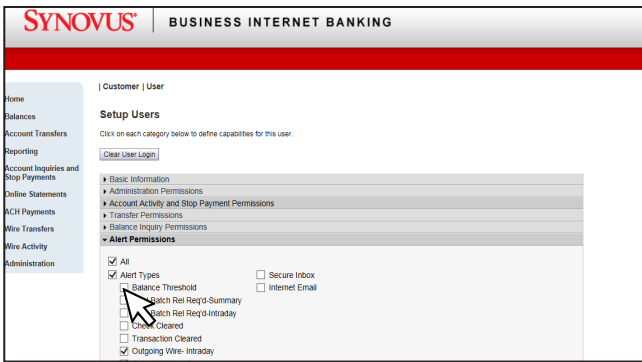 SYNOVUS® BUSINESS INTERNET BANKING
| Customer | User
Home
Balances
Account Transfers
Reporting
Account Inquiries and
Stop Payments
Online Statements
ACH Payments
Wire Transfers
Wire Activity
Administration
Setup Users
Click on each category below to define capabilities for this user.
Clear User Login
Basic Information
Administration Permissions
Account Activity and Stop Payment Permissions
Transfer Permissions
Balance Inquiry Permissions
Alert Permissions
All
Alert Types Secure Inbox
Balance Threshold Internet Email
Batch Rel Req'd-Summary
Batch Rel Req'd-Intraday
Check Cleared
Transaction Cleared
Outgoing Wire- Intraday